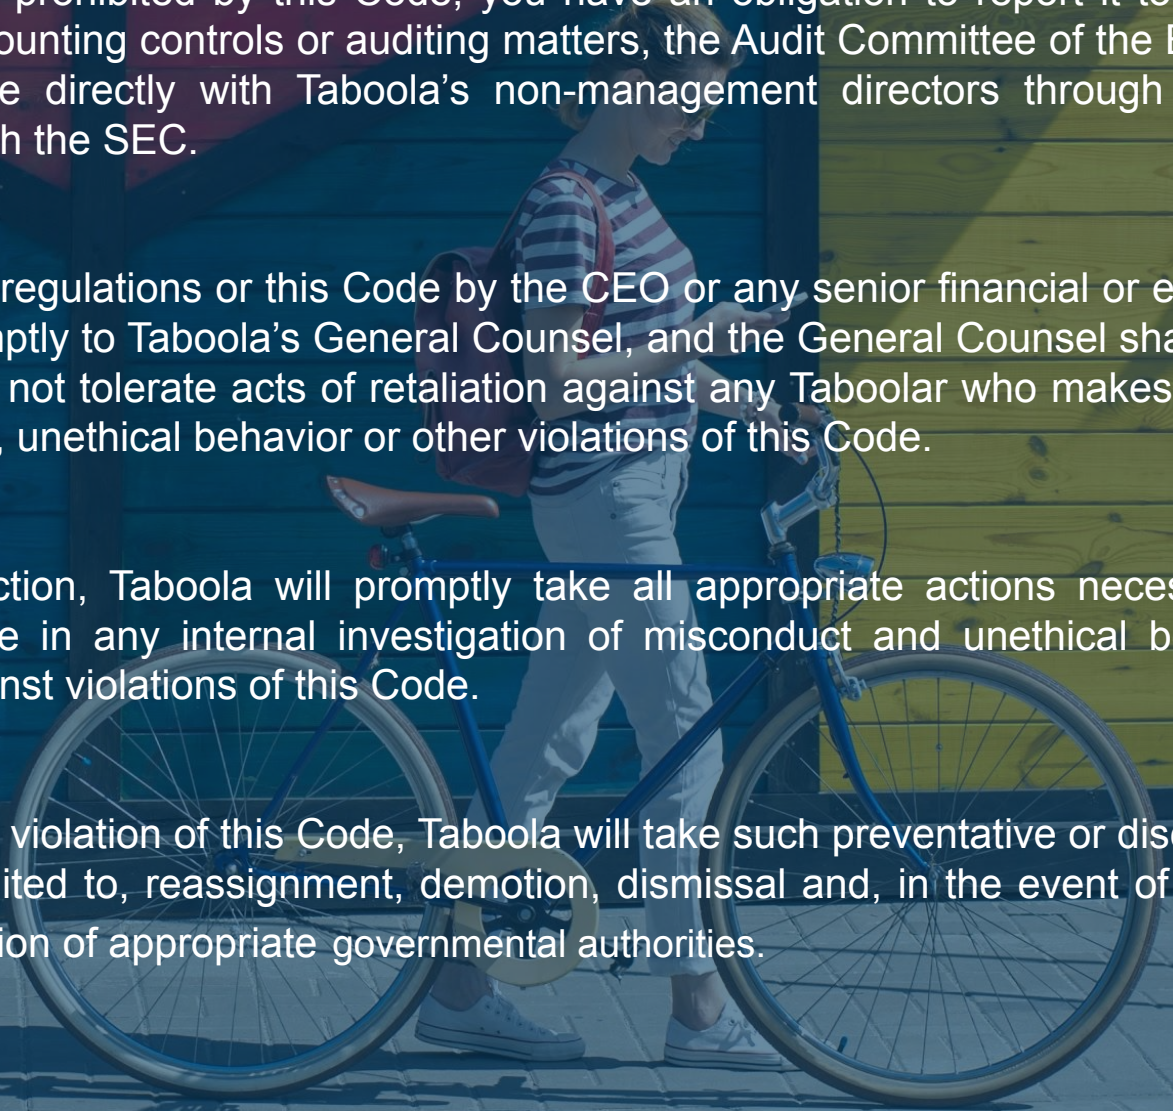 prohibited by this Code, you have an obligation to report it to
ounting controls or auditing matters, the Audit Committee of the
e directly with Taboola's non-management directors through
h the SEC.
regulations or this Code by the CEO or any senior financial or e
ptly to Taboola's General Counsel, and the General Counsel sha
not tolerate acts of retaliation against any Taboolar who makes
, unethical behavior or other violations of this Code.
ction, Taboola will promptly take all appropriate actions neces
e in any internal investigation of misconduct and unethical b
nst violations of this Code.
violation of this Code, Taboola will take such preventative or dis
ited to, reassignment, demotion, dismissal and, in the event of
ion of appropriate governmental authorities.